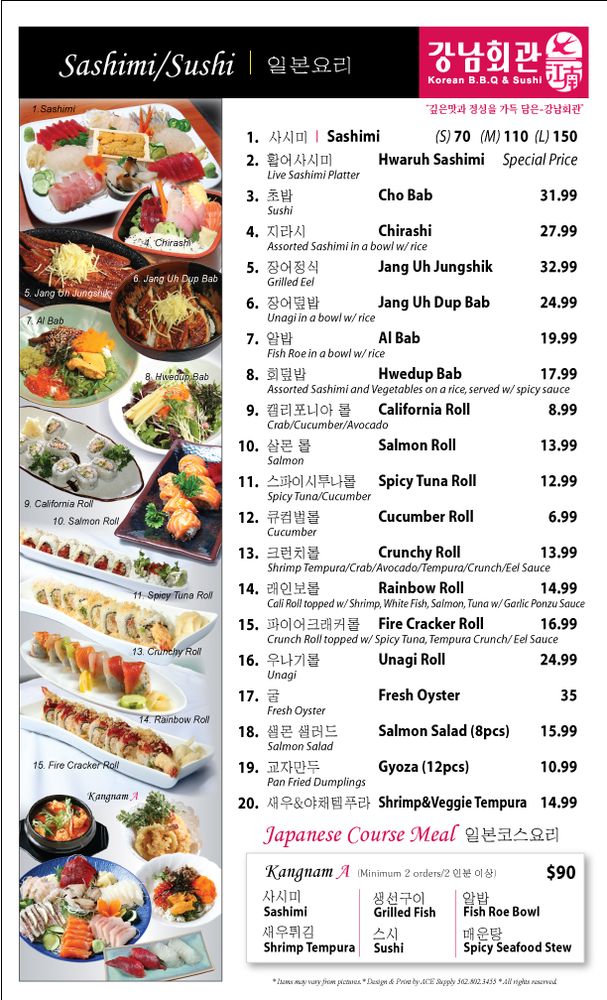 Sashimi/Sushi | 일본요리
강남회관
Korean B.B.Q & Sushi
"깊은맛과 정성을 가득 담은-강남회관"
1.Sashimi
4. Chirashi
5. Jang Uh Jungshik
6. Jang Uh Dup Bab
7. Al Bab
8. Hwedup Bab
9. California Roll
10. Salmon Roll
11. Spicy Tuna Roll
13. Crunchy Roll
14. Rainbow Roll
15. Fire Cracker Roll
Kangnam A
1. 사시미 | Sashimi (S) 70 (M) 110 (L) 150
2. 활어사시미 Hwaruh Sashimi Special Price
Live Sashimi Platter
3. 초밥 Cho Bab 31.99
Sushi
4. 지라시 Chirashi 27.99
Assorted Sashimi in a bowl w/ rice
5. 장어정식 Jang Uh Jungshik 32.99
Grilled Eel
6. 장어덮밥 Jang Uh Dup Bab 24.99
Unagi in a bowl w/ rice
7. 알밥 Al Bab 19.99
Fish Roe in a bowl w/ rice
8. 회덮밥 Hwedup Bab 17.99
Assorted Sashimi and Vegetables on a rice, served w/ spicy sauce
9. 캘리포니아 롤 California Roll 8.99
Crab/Cucumber/Avocado
10. 살몬 롤 Salmon Roll 13.99
Salmon
11. 스파이시투나롤 Spicy Tuna Roll 12.99
Spicy Tuna/Cucumber
12. 큐컴벌롤 Cucumber Roll 6.99
Cucumber
13. 크런치롤 Crunchy Roll 13.99
Shrimp Tempura/Crab/Avocado/Tempura/Crunch/Eel Sauce
14. 래인보롤 Rainbow Roll 14.99
Cali Roll topped w/ Shrimp, White Fish, Salmon, Tuna w/ Garlic Ponzu Sauce
15. 파이어크래커롤 Fire Cracker Roll 16.99
Crunch Roll topped w/ Spicy Tuna, Tempura Crunch/ Eel Sauce
16. 우나기롤 Unagi Roll 24.99
Unagi
17. 굴 Fresh Oyster 35
Fresh Oyster
18. 샐몬 샐러드 Salmon Salad (8pcs) 15.99
Salmon Salad
19. 교자만두 Gyoza (12pcs) 10.99
Pan Fried Dumplings
20. 새우&야채템푸라 Shrimp&Veggie Tempura 14.99
Japanese Course Meal 일본코스요리
Kangnam A (Minimum 2 orders/2 인분 이상) $90
사시미 생선구이 알밥
Sashimi Grilled Fish Fish Roe Bowl
새우튀김 스시 매운탕
Shrimp Tempura Sushi Spicy Seafood Stew
* Items may vary from pictures. * Design & Print by ACE Supply 562.802.3455 * All rights reserved.